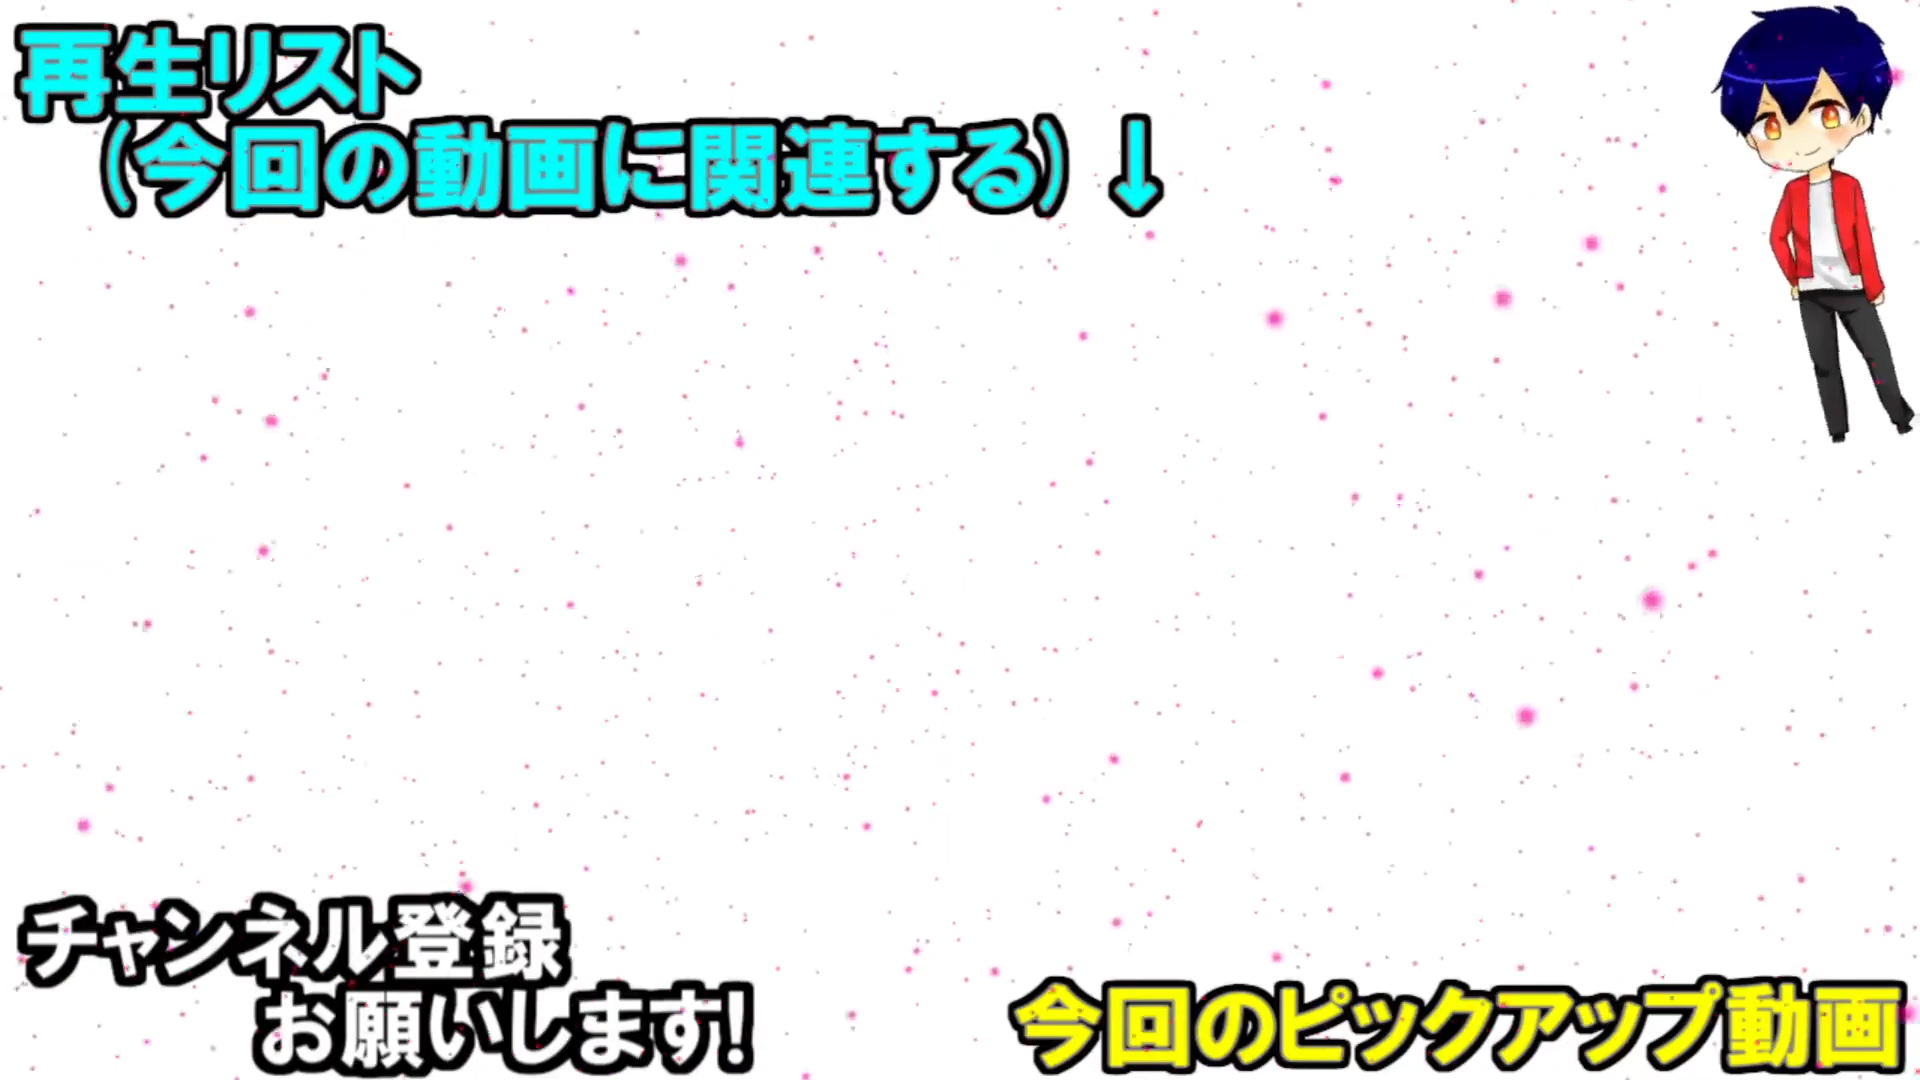 再生リスト
(今回の動画に関連する)↓
チャンネル登録
お願いします!
今回のピックアップ動画